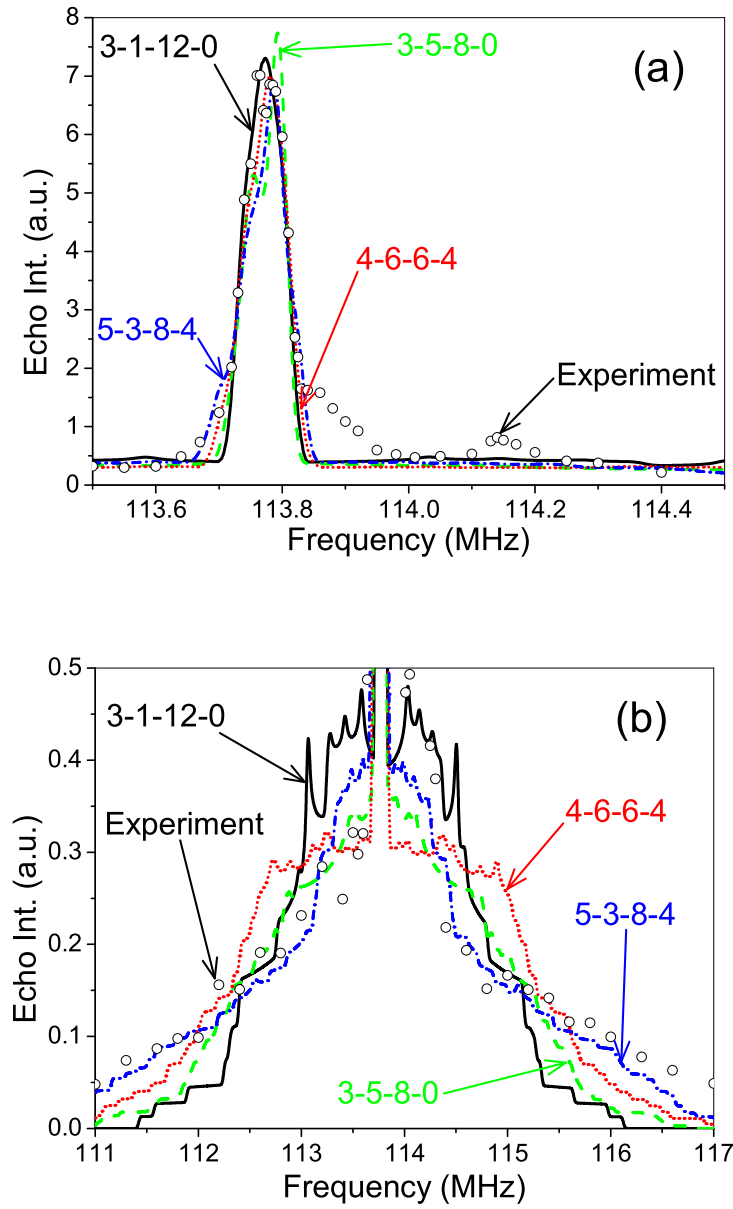 8
7
6
5
4
3
2
1
0
Echo Int. (a.u.)
3-1-12-0
3-5-8-0
(a)
4-6-6-4
5-3-8-4
Experiment
113.6 113.8 114.0 114.2 114.4
Frequency (MHz)
0.5
0.4
0.3
0.2
0.1
0.0
Echo Int. (a.u.)
3-1-12-0
(b)
Experiment
4-6-6-4
5-3-8-4
3-5-8-0
111 112 113 114 115 116 117
Frequency (MHz)